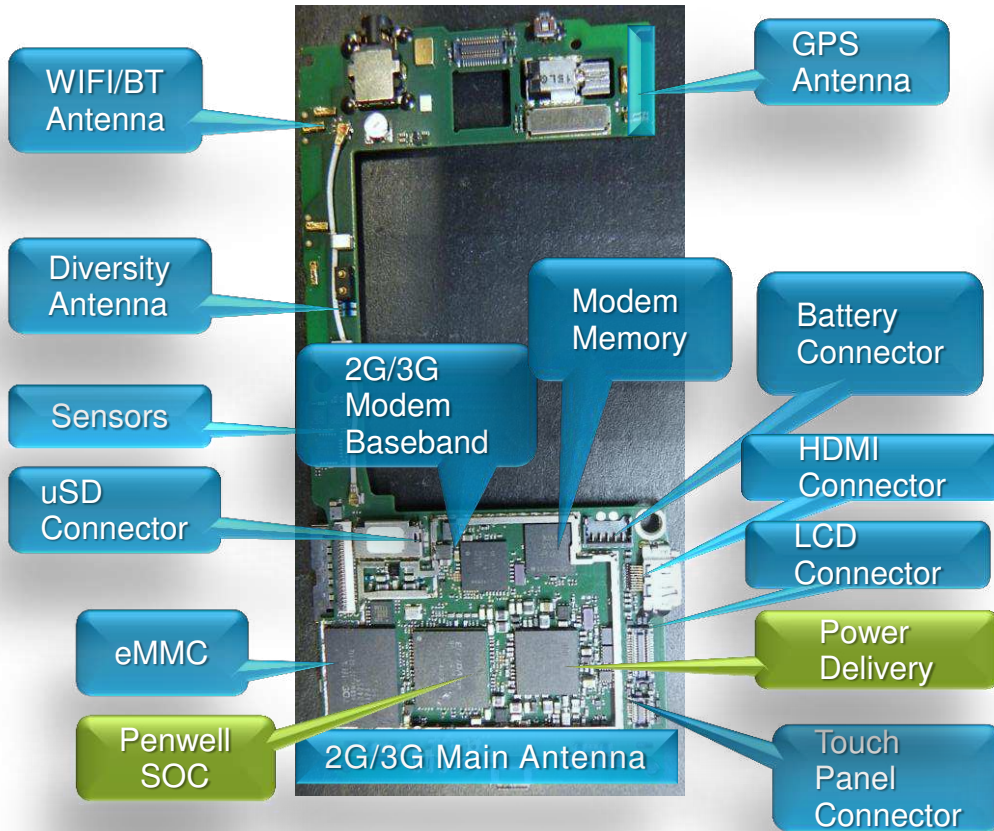 WIFI/BT
Antenna
GPS
Antenna
Diversity
Antenna
Modem
Memory
Battery
Connector
2G/3G
Modem
Baseband
Sensors
HDMI
Connector
uSD
Connector
LCD
Connector
eMMC
Power
Delivery
Penwell
SOC
2G/3G Main Antenna
Touch
Panel
Connector